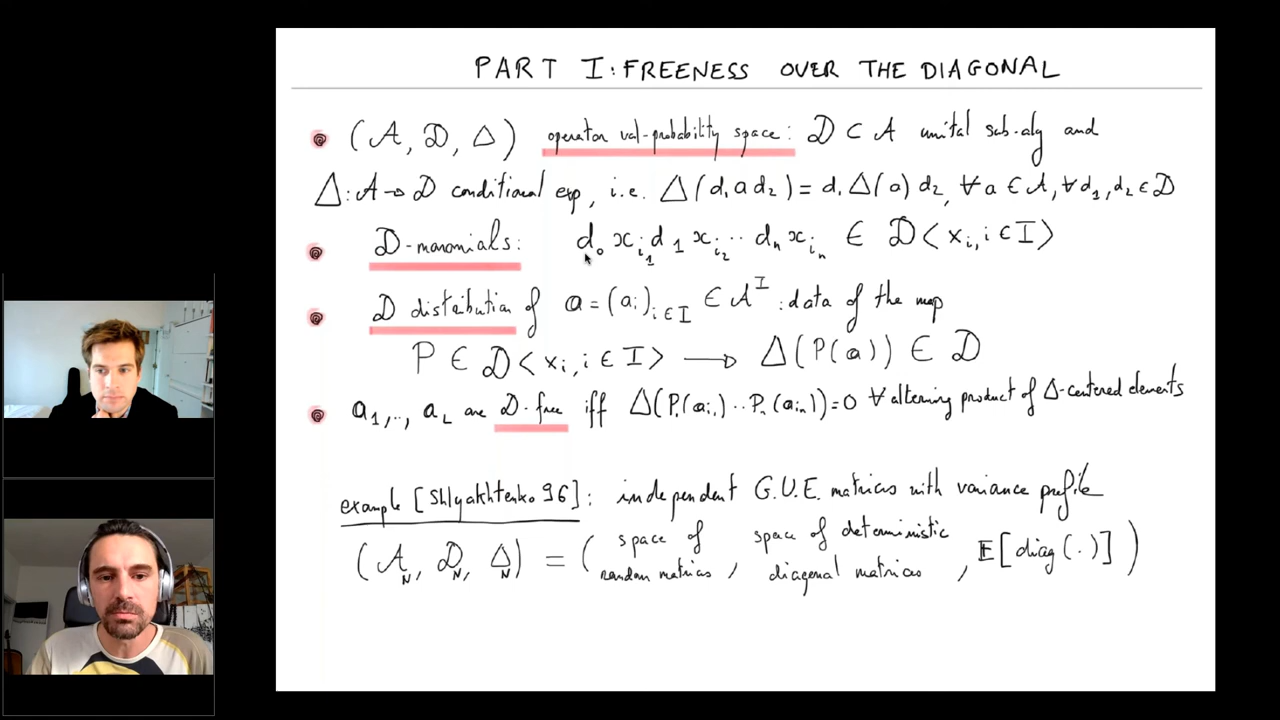 PART I: FREENESS OVER THE DIAGONAL
(A, D, Δ) operator val-probability space: D ⊂ A unital sub-alg and
Δ: A → D conditional exp, i.e. Δ(d₁ a d₂) = d₁ Δ(a) d₂, ∀a ∈ A, ∀d₁, d₂ ∈ D
D-monomials: d₀ x_{i₁} d₁ x_{i₂} ·· dₙ x_{iₙ} ∈ D< x_i, i ∈ I >
D distribution of a = (a_i)_{i ∈ I} ∈ A^I : data of the map
P ∈ D< x_i, i ∈ I > → Δ(P(a)) ∈ D
a₁,.., a_L are D-free iff Δ(P₁(a_{i₁}) ·· Pₙ(a_{iₙ})) = 0 ∀ alterning product of Δ-centered elements
example [Shlyakhtenko 96]: independent G.U.E. matrices with variance profile
(A_N, D_N, Δ_N) = ( space of random matrices, space of deterministic diagonal matrices, E[diag(.)] )